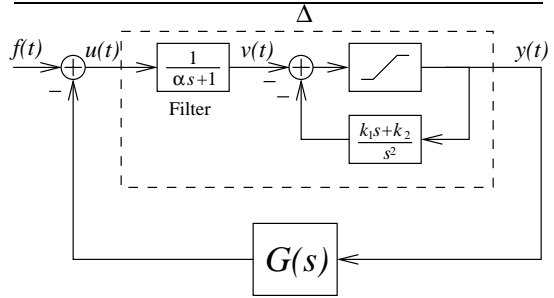 Δ
f(t) u(t) v(t) y(t)
1
αs+1
Filter
k₁s+k₂
s²
G(s)